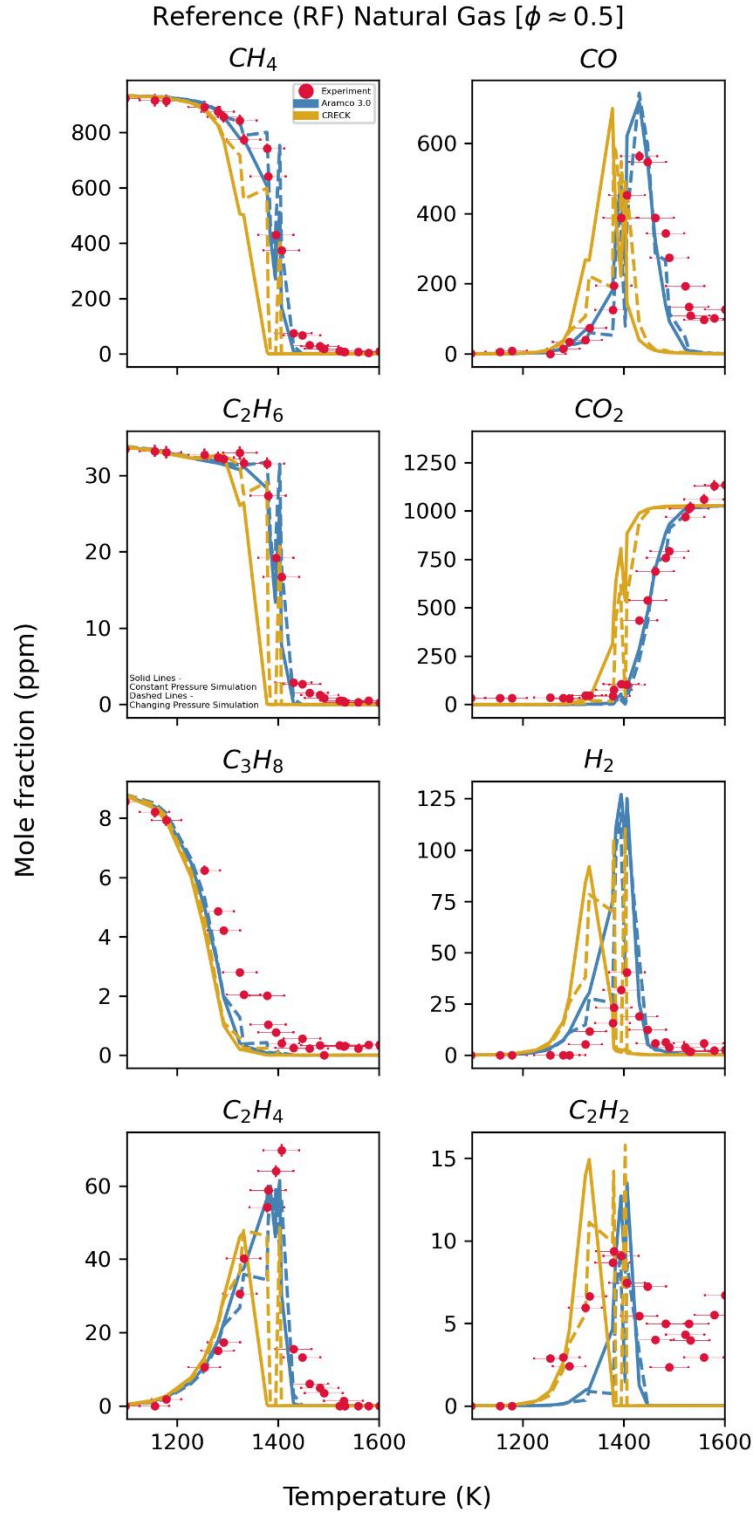 Reference (RF) Natural Gas [ϕ ≈ 0.5]
CH4
Experiment
Aramco 3.0
CRECK
800
600
400
200
0
CO
600
400
200
0
C2H6
30
20
10
0
Solid Lines -
Constant Pressure Simulation
Dashed Lines -
Changing Pressure Simulation
CO2
1250
1000
750
500
250
0
C3H8
8
6
4
2
0
H2
125
100
75
50
25
0
C2H4
60
40
20
0
1200
1400
1600
C2H2
15
10
5
0
1200
1400
1600
Mole fraction (ppm)
Temperature (K)